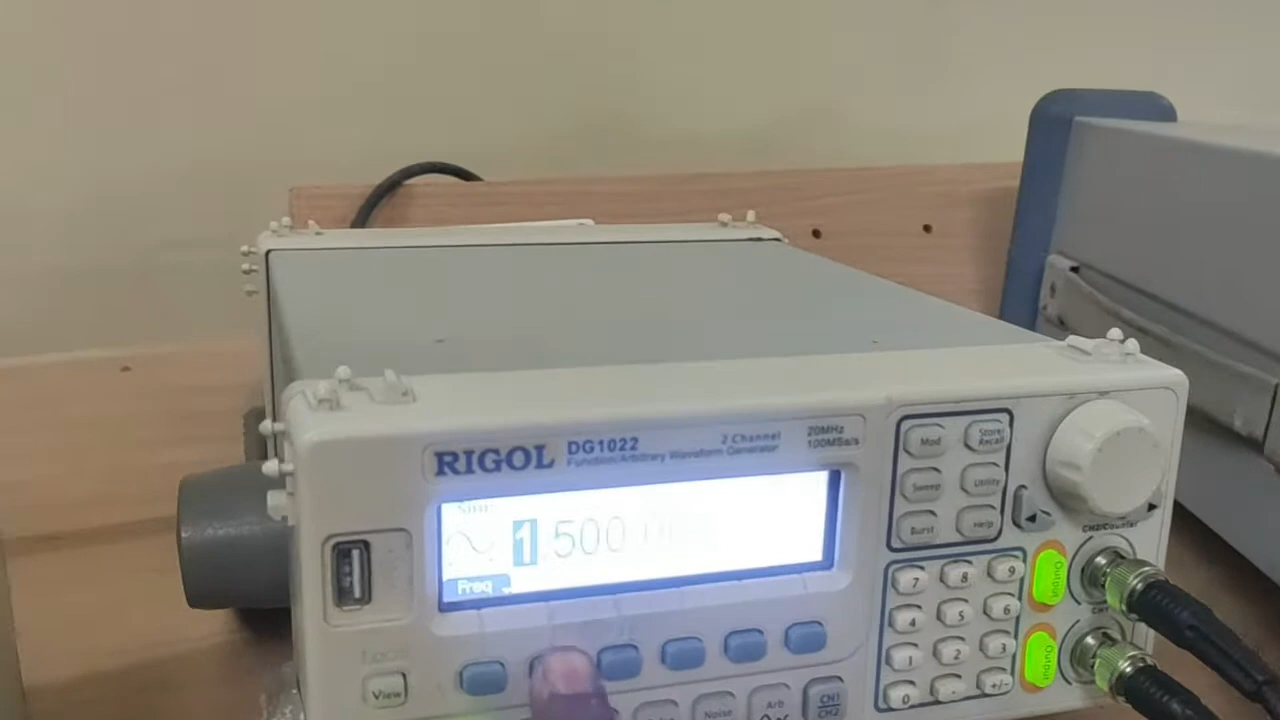 RIGOL DG1022 2 Channel 20MHz
Function/Arbitrary Waveform Generator 100MSa/s
Sine
1 500
Freq
View
Noise
Arb
CH1
CH2
Mod
Store/
Recall
Sweep
Utility
Burst
Help
CH2/Counter
7 8 9
4 5 6
1 2 3
0 . +/-
Output
Output
CH1